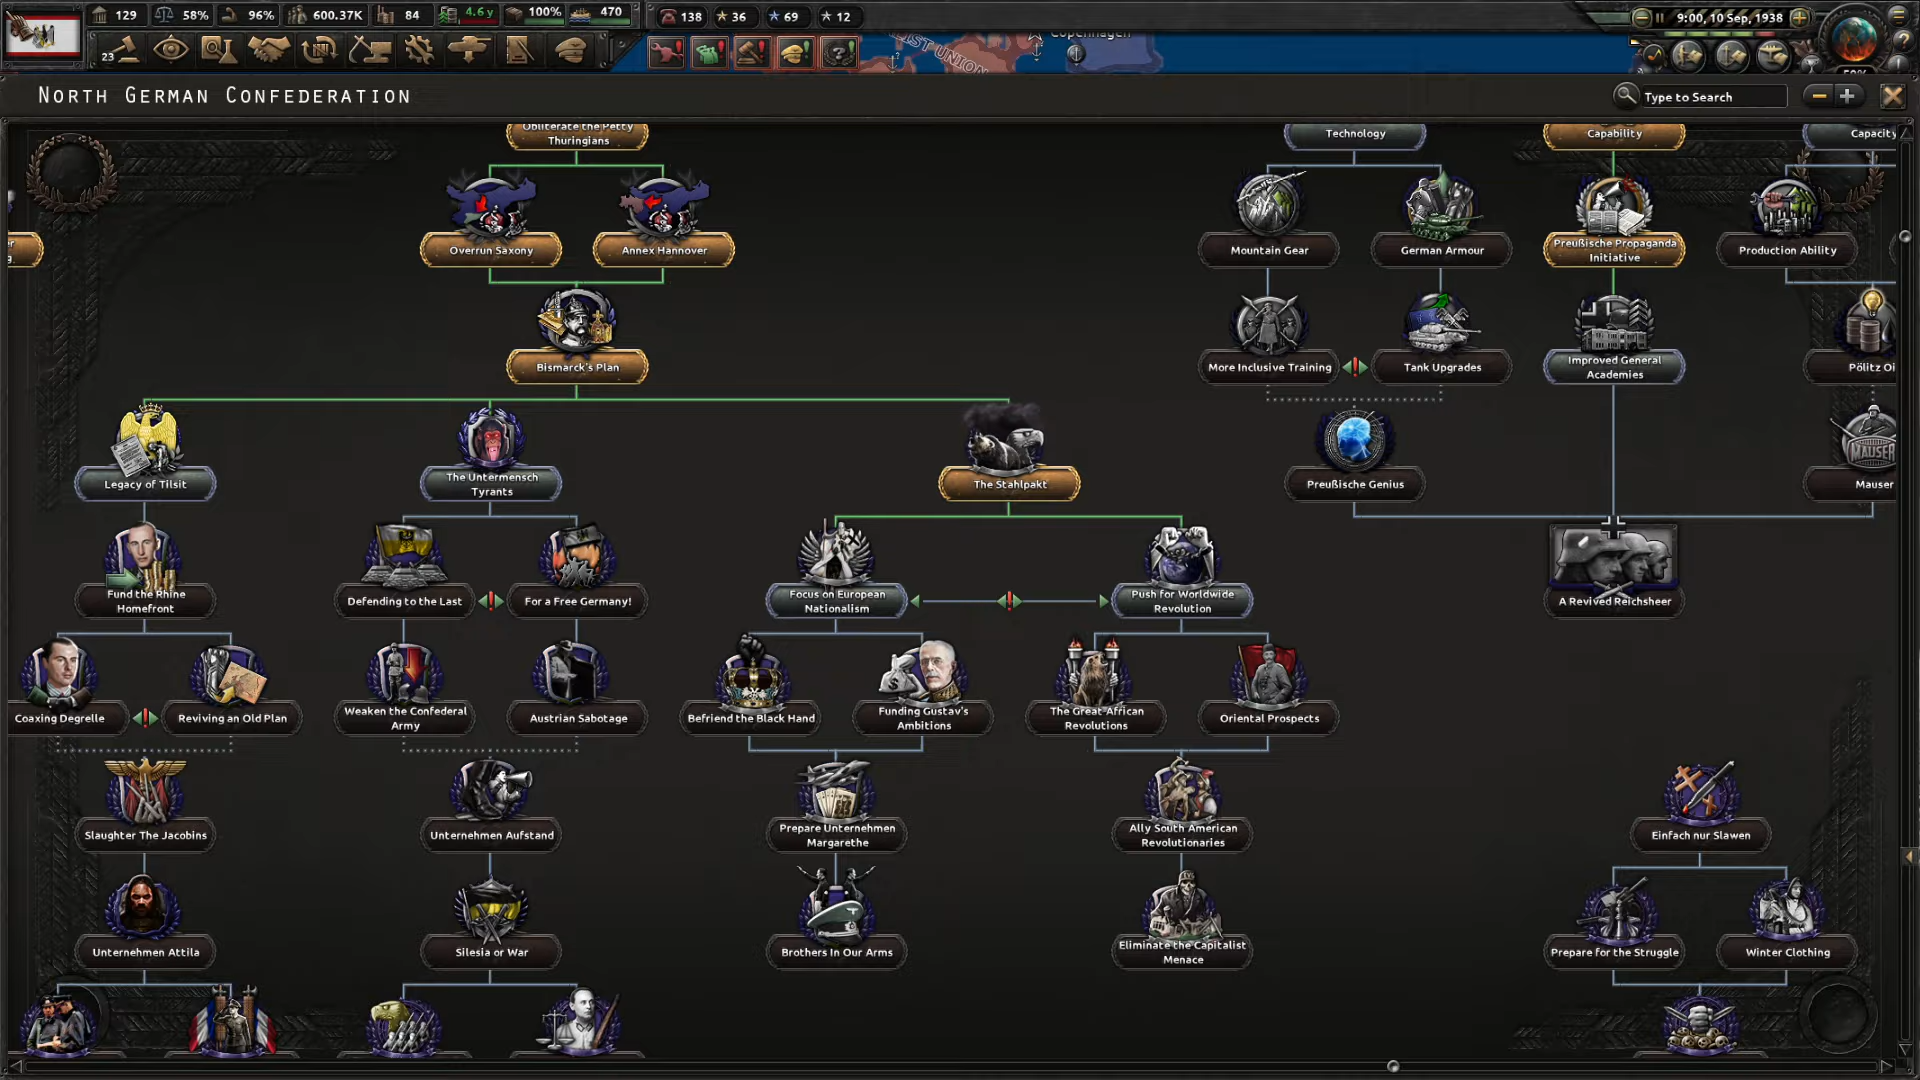 129
58%
96%
600.37K
84
4.6 y
100%
470
138
36
69
12
9:00, 10 Sep, 1938
23
IST UNION
Copenhagen
NORTH GERMAN CONFEDERATION
Type to Search
Obliterate the Petty
Thuringians
Technology
Capability
Capacity
Overrun Saxony
Annex Hannover
Mountain Gear
German Armour
Preußische Propaganda
Initiative
Production Ability
Bismarck's Plan
More Inclusive Training
Tank Upgrades
Improved General
Academies
Pölitz Oi
Legacy of Tilsit
The Untermensch
Tyrants
The Stahlpakt
Preußische Genius
MAUSER
Mauser
Fund the Rhine
Homefront
Defending to the Last
For a Free Germany!
Focus on European
Nationalism
Push for Worldwide
Revolution
A Revived Reichsheer
Coaxing Degrelle
Reviving an Old Plan
Weaken the Confederal
Army
Austrian Sabotage
Befriend the Black Hand
Funding Gustav's
Ambitions
The Great African
Revolutions
Oriental Prospects
Slaughter The Jacobins
Unternehmen Aufstand
Prepare Unternehmen
Margarethe
Ally South American
Revolutionaries
Einfach nur Slawen
Unternehmen Attila
Silesia or War
Brothers In Our Arms
Eliminate the Capitalist
Menace
Prepare for the Struggle
Winter Clothing